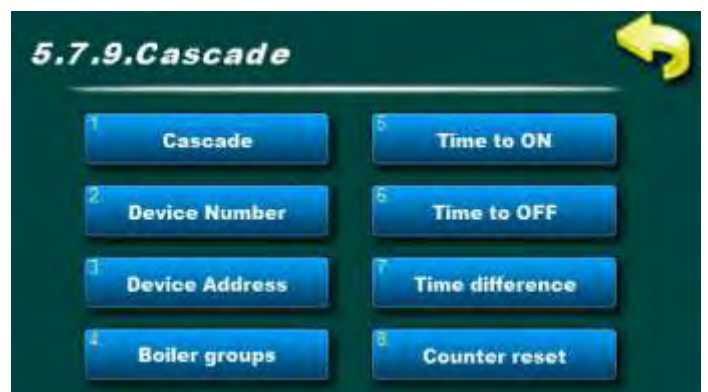 5.7.9.Cascade
1 Cascade
2 Device Number
3 Device Address
4 Boiler groups
5 Time to ON
6 Time to OFF
7 Time difference
8 Counter reset